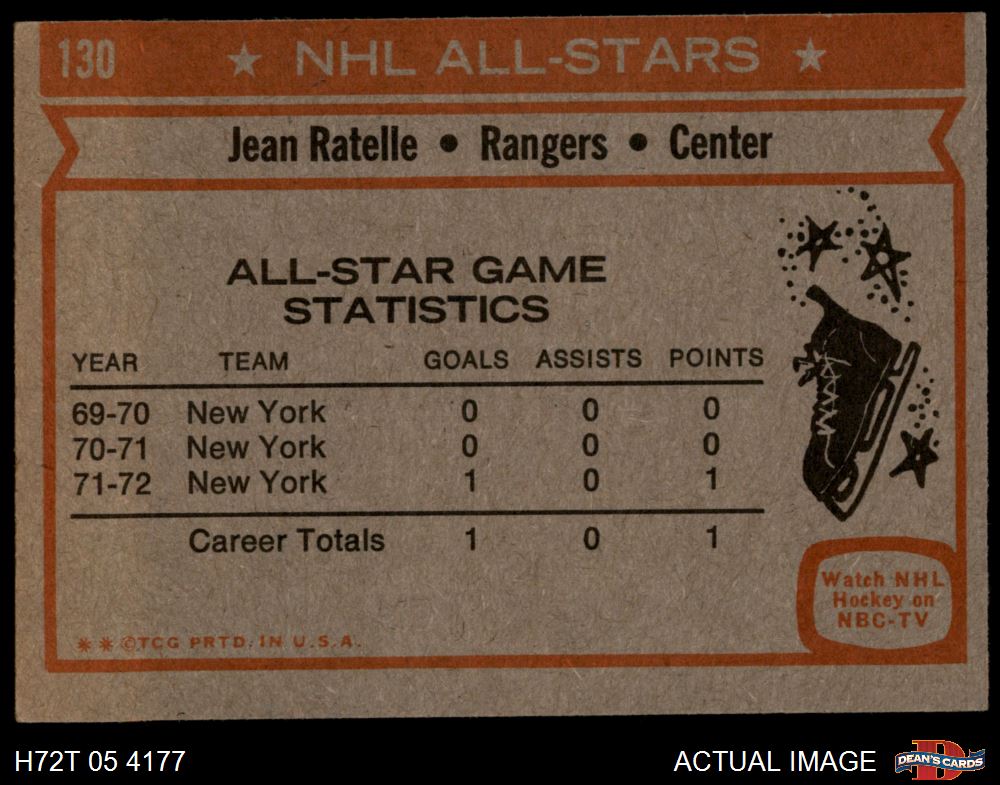 130 ★ NHL ALL-STARS ★
Jean Ratelle • Rangers • Center
ALL-STAR GAME
STATISTICS
YEAR TEAM GOALS ASSISTS POINTS
69-70 New York 0 0 0
70-71 New York 0 0 0
71-72 New York 1 0 1
Career Totals 1 0 1
Watch NHL
Hockey on
NBC-TV
✱ ✱ ©TCG PRTD. IN U.S.A.
H72T 05 4177
ACTUAL IMAGE
D
DEAN'S CARDS